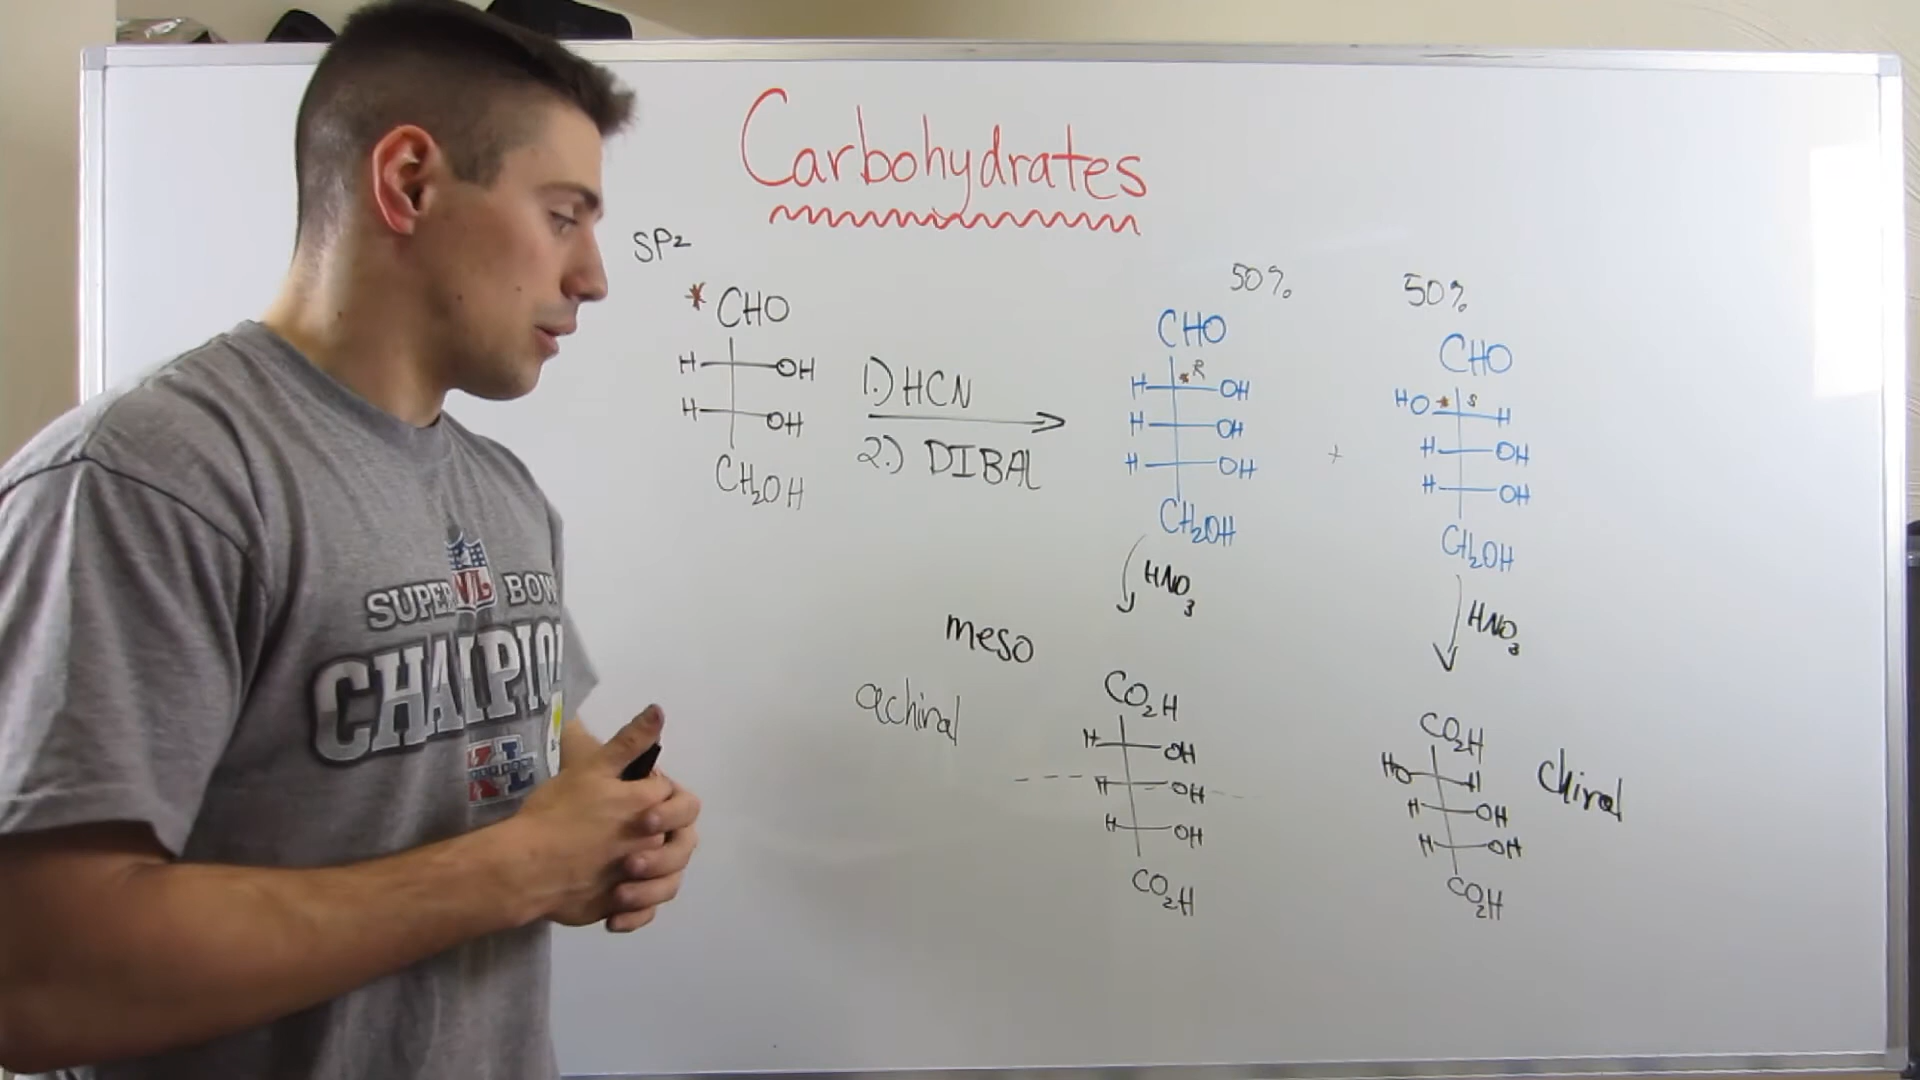 Carbohydrates
SP2
* CHO
H OH
H OH
CH2OH
1.) HCN
2.) DIBAL
50%
CHO
* R
H OH
H OH
H OH
CH2OH
HNO3
+
50%
CHO
HO * S H
H OH
H OH
CH2OH
HNO3
meso
achiral
CO2H
H OH
H OH
H OH
CO2H
CO2H
HO H
H OH
H OH
CO2H
Chiral
SUPER BOW
CHAMPION